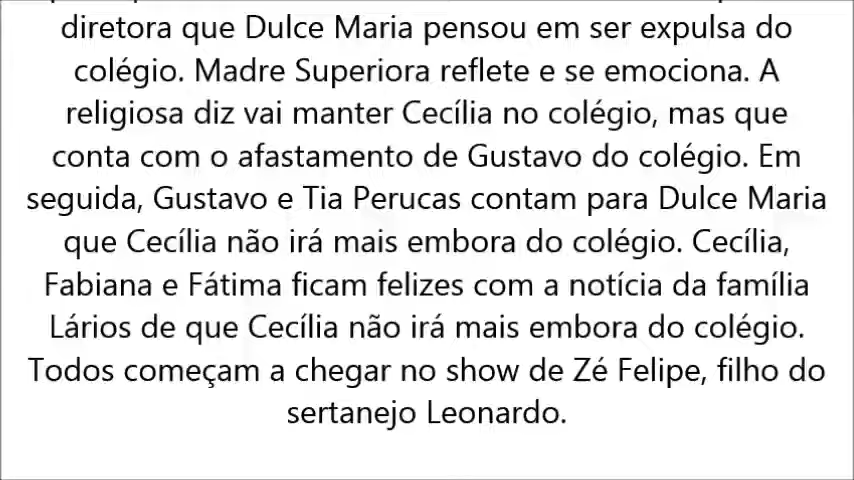 diretora que Dulce Maria pensou em ser expulsa do
colégio. Madre Superiora reflete e se emociona. A
religiosa diz vai manter Cecília no colégio, mas que
conta com o afastamento de Gustavo do colégio. Em
seguida, Gustavo e Tia Perucas contam para Dulce Maria
que Cecília não irá mais embora do colégio. Cecília,
Fabiana e Fátima ficam felizes com a notícia da família
Lários de que Cecília não irá mais embora do colégio.
Todos começam a chegar no show de Zé Felipe, filho do
sertanejo Leonardo.